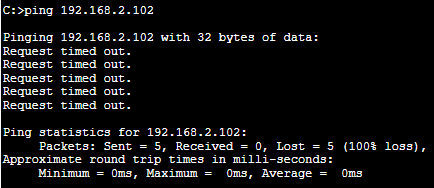 C:>ping 192.168.2.102
Pinging 192.168.2.102 with 32 bytes of data:
Request timed out.
Request timed out.
Request timed out.
Request timed out.
Request timed out.
Ping statistics for 192.168.2.102:
Packets: Sent = 5, Received = 0, Lost = 5 (100% loss),
Approximate round trip times in milli-seconds:
Minimum = 0ms, Maximum =  0ms, Average =  0ms